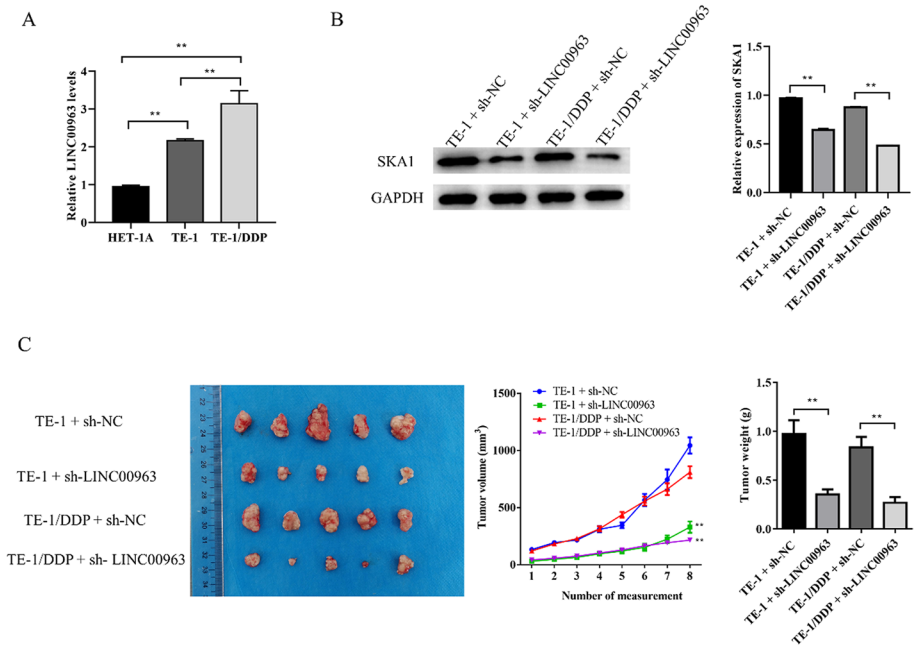 A
Relative LINC00963 levels
4
3
2
1
0
**
**
**
HET-1A TE-1 TE-1/DDP
B
TE-1 + sh-NC
TE-1 + sh-LINC00963
TE-1/DDP + sh-NC
TE-1/DDP + sh-LINC00963
SKA1
GAPDH
Relative expression of SKA1
1.5
1.0
0.5
0.0
**
**
TE-1 + sh-NC
TE-1 + sh-LINC00963
TE-1/DDP + sh-NC
TE-1/DDP + sh-LINC00963
C
TE-1 + sh-NC
TE-1 + sh-LINC00963
TE-1/DDP + sh-NC
TE-1/DDP + sh- LINC00963
Tumor volume (mm3)
1500
1000
500
0
TE-1 + sh-NC
TE-1 + sh-LINC00963
TE-1/DDP + sh-NC
TE-1/DDP + sh-LINC00963
**
**
1 2 3 4 5 6 7 8
Number of measurement
Tumor weight (g)
1.5
1.0
0.5
0.0
**
**
TE-1 + sh-NC
TE-1 + sh-LINC00963
TE-1/DDP + sh-NC
TE-1/DDP + sh-LINC00963